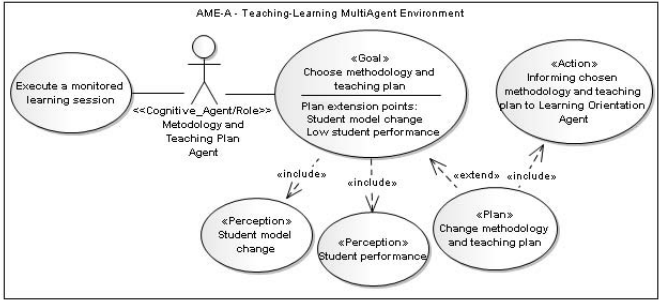 AME-A - Teaching-Learning MultiAgent Environment
Execute a monitored
learning session
<<Cognitive_Agent/Role>>
Metodology and
Teaching Plan
Agent
«Goal»
Choose methodology and
teaching plan
Plan extension points:
Student model change
Low student performance
«Action»
Informing chosen
methodology and teaching
plan to Learning Orientation
Agent
«include»
«include»
«extend»
«include»
«Perception»
Student model
change
«Perception»
Student performance
«Plan»
Change methodology
and teaching plan